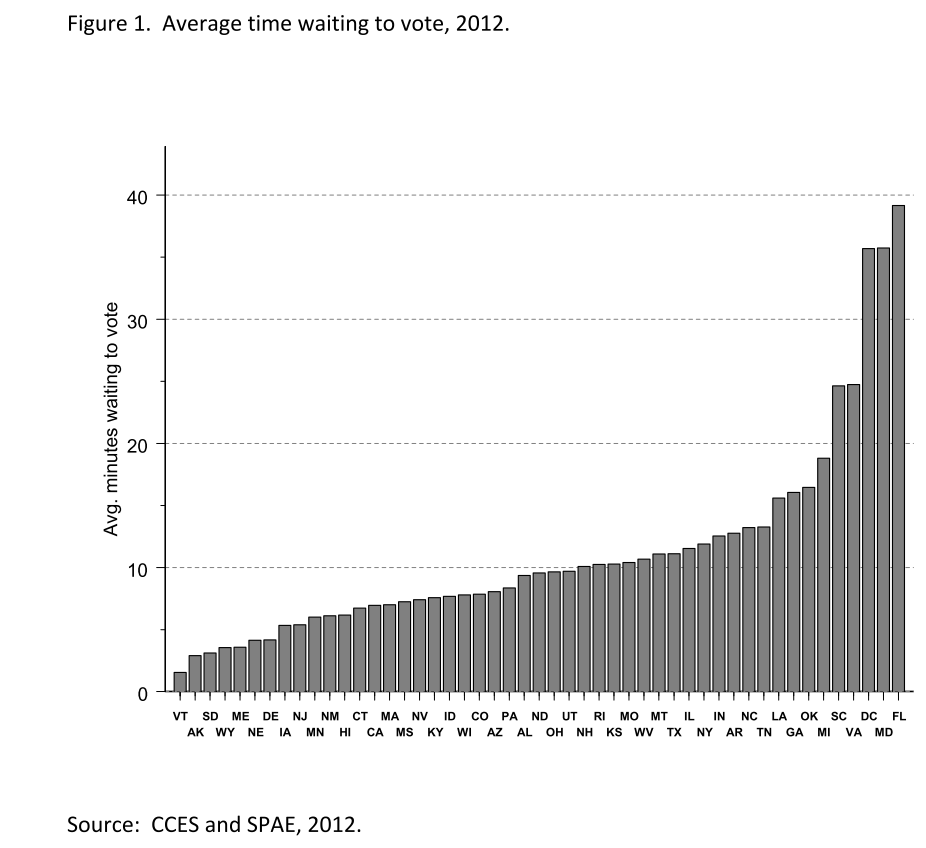 Figure 1.  Average time waiting to vote, 2012.
40
30
20
10
0
Avg. minutes waiting to vote
VT SD ME DE NJ NM CT MA NV ID CO PA ND UT RI MO MT IL IN NC LA OK SC DC FL
AK WY NE IA MN HI CA MS KY WI AZ AL OH NH KS WV TX NY AR TN GA MI VA MD
Source:  CCES and SPAE, 2012.